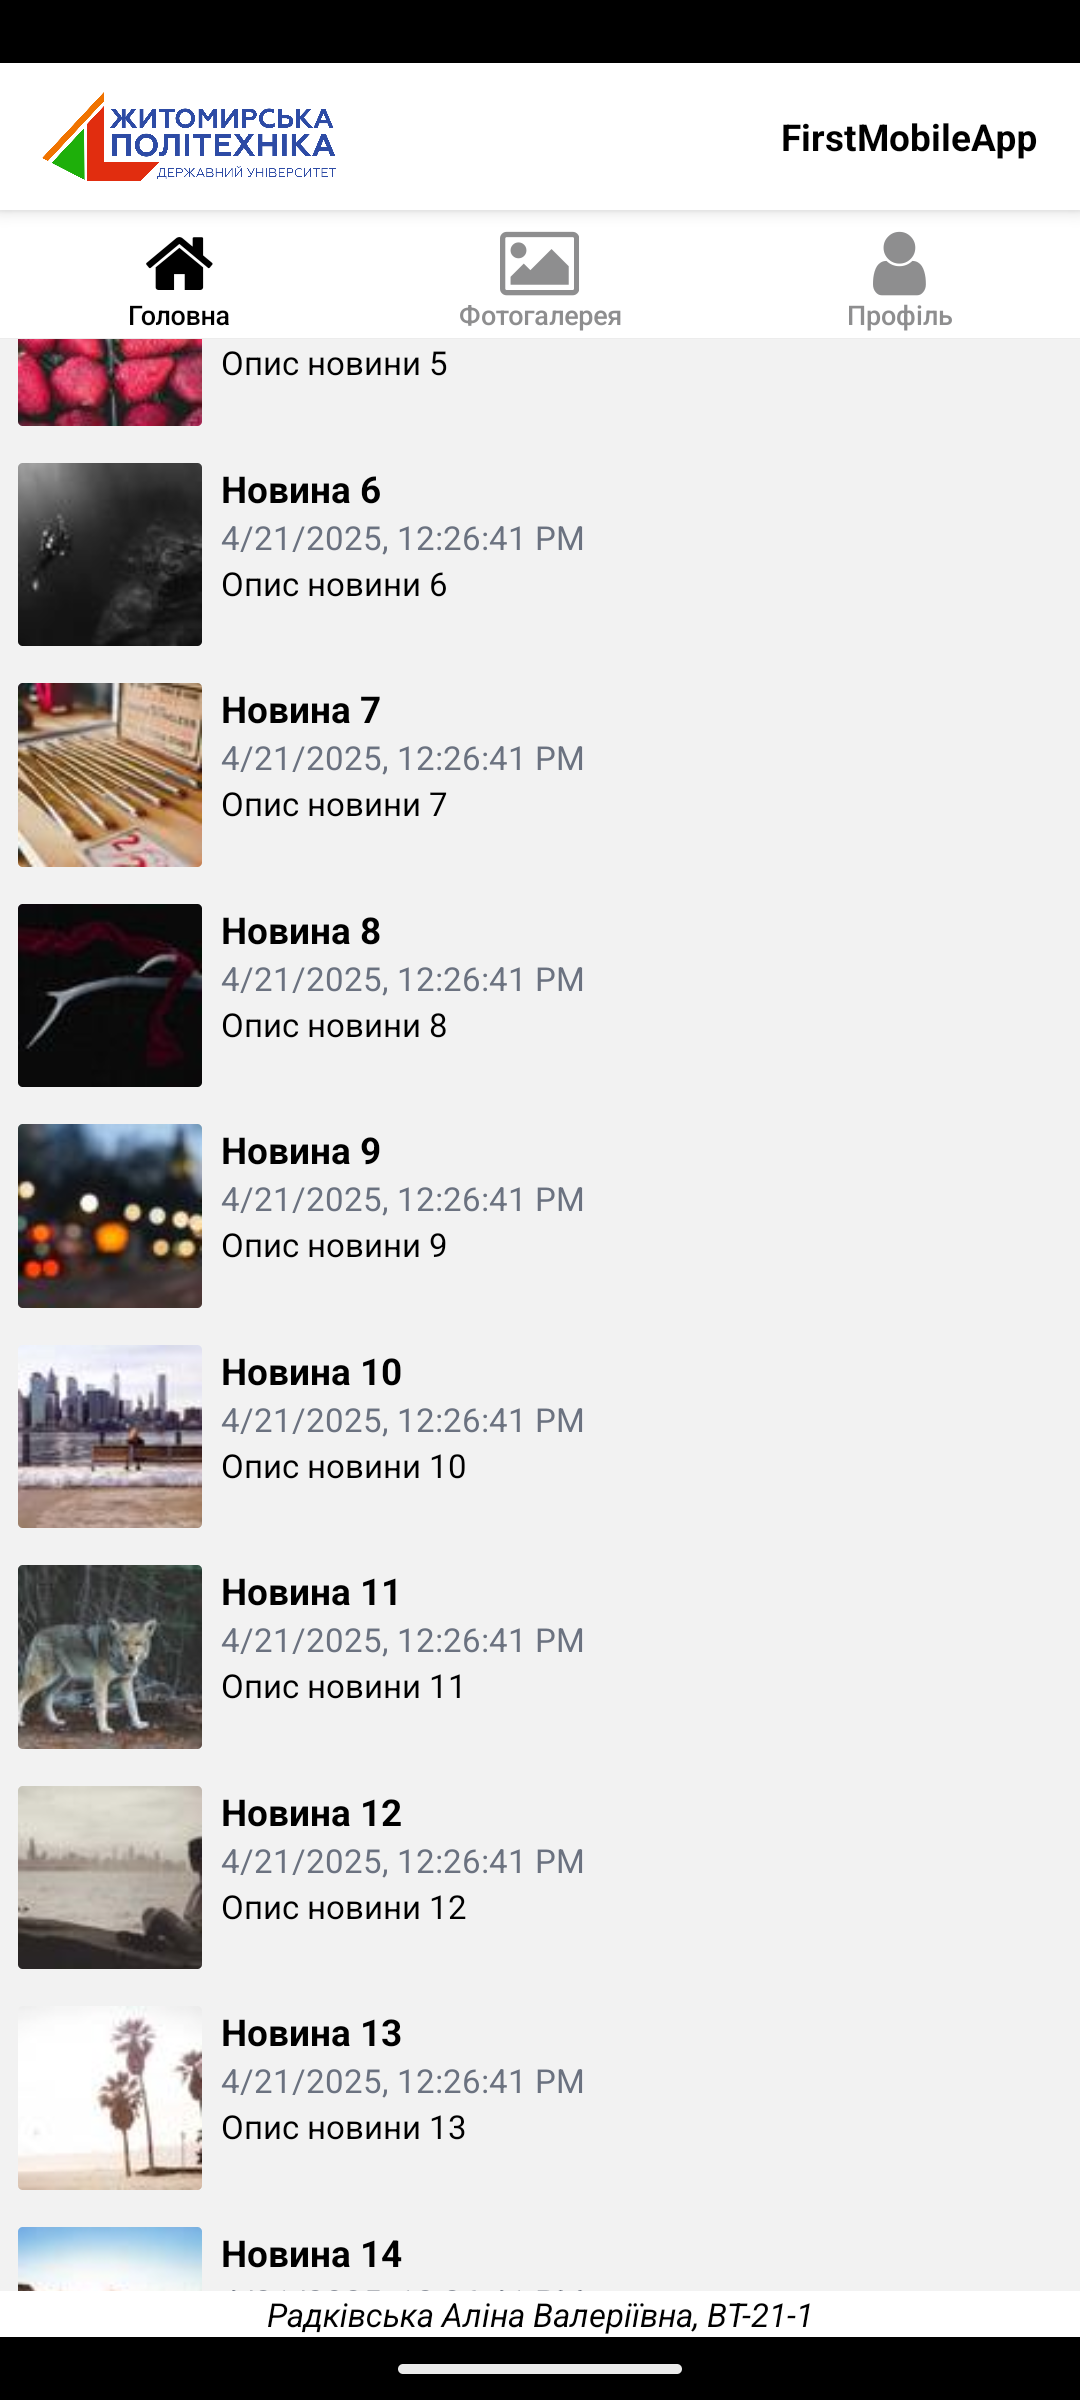 ЖИТОМИРСЬКА
ПОЛІТЕХНІКА
ДЕРЖАВНИЙ УНІВЕРСИТЕТ
FirstMobileApp
Головна
Фотогалерея
Профіль
Опис новини 5
Новина 6
4/21/2025, 12:26:41 PM
Опис новини 6
Новина 7
4/21/2025, 12:26:41 PM
Опис новини 7
Новина 8
4/21/2025, 12:26:41 PM
Опис новини 8
Новина 9
4/21/2025, 12:26:41 PM
Опис новини 9
Новина 10
4/21/2025, 12:26:41 PM
Опис новини 10
Новина 11
4/21/2025, 12:26:41 PM
Опис новини 11
Новина 12
4/21/2025, 12:26:41 PM
Опис новини 12
Новина 13
4/21/2025, 12:26:41 PM
Опис новини 13
Новина 14
Радківська Аліна Валеріївна, ВТ-21-1